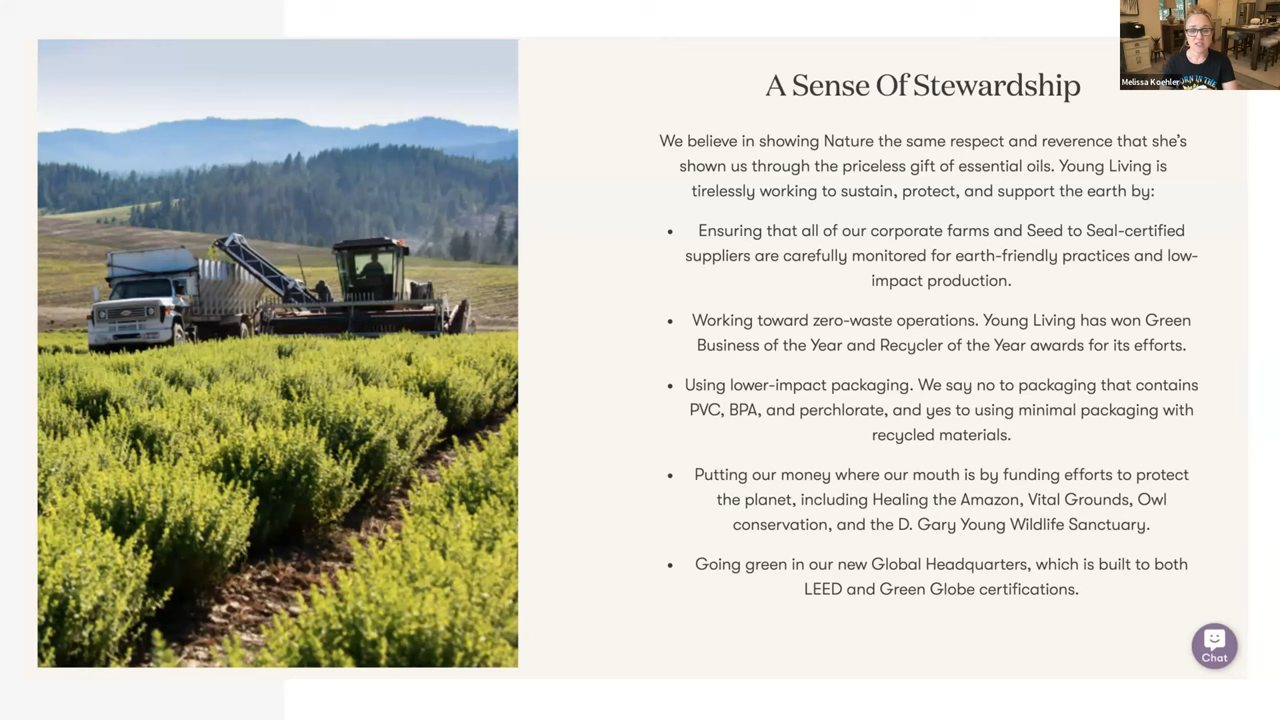 A Sense Of Stewardship
Melissa Koehler
We believe in showing Nature the same respect and reverence that she’s
shown us through the priceless gift of essential oils. Young Living is
tirelessly working to sustain, protect, and support the earth by:
• Ensuring that all of our corporate farms and Seed to Seal-certified
suppliers are carefully monitored for earth-friendly practices and low-
impact production.
• Working toward zero-waste operations. Young Living has won Green
Business of the Year and Recycler of the Year awards for its efforts.
• Using lower-impact packaging. We say no to packaging that contains
PVC, BPA, and perchlorate, and yes to using minimal packaging with
recycled materials.
• Putting our money where our mouth is by funding efforts to protect
the planet, including Healing the Amazon, Vital Grounds, Owl
conservation, and the D. Gary Young Wildlife Sanctuary.
• Going green in our new Global Headquarters, which is built to both
LEED and Green Globe certifications.
Chat